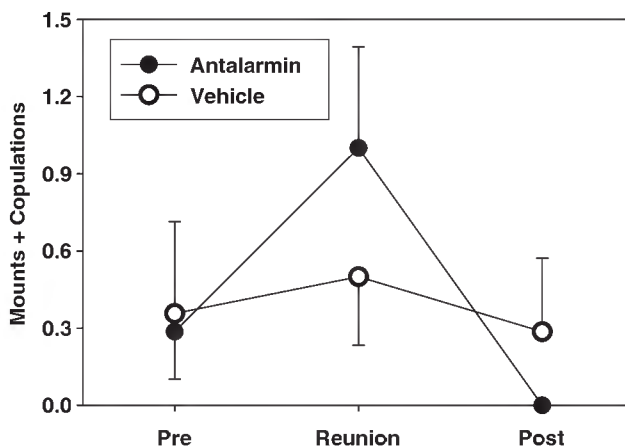 1.5
Antalarmin
Vehicle
1.2
0.9
0.6
0.3
0.0
Mounts + Copulations
Pre Reunion Post